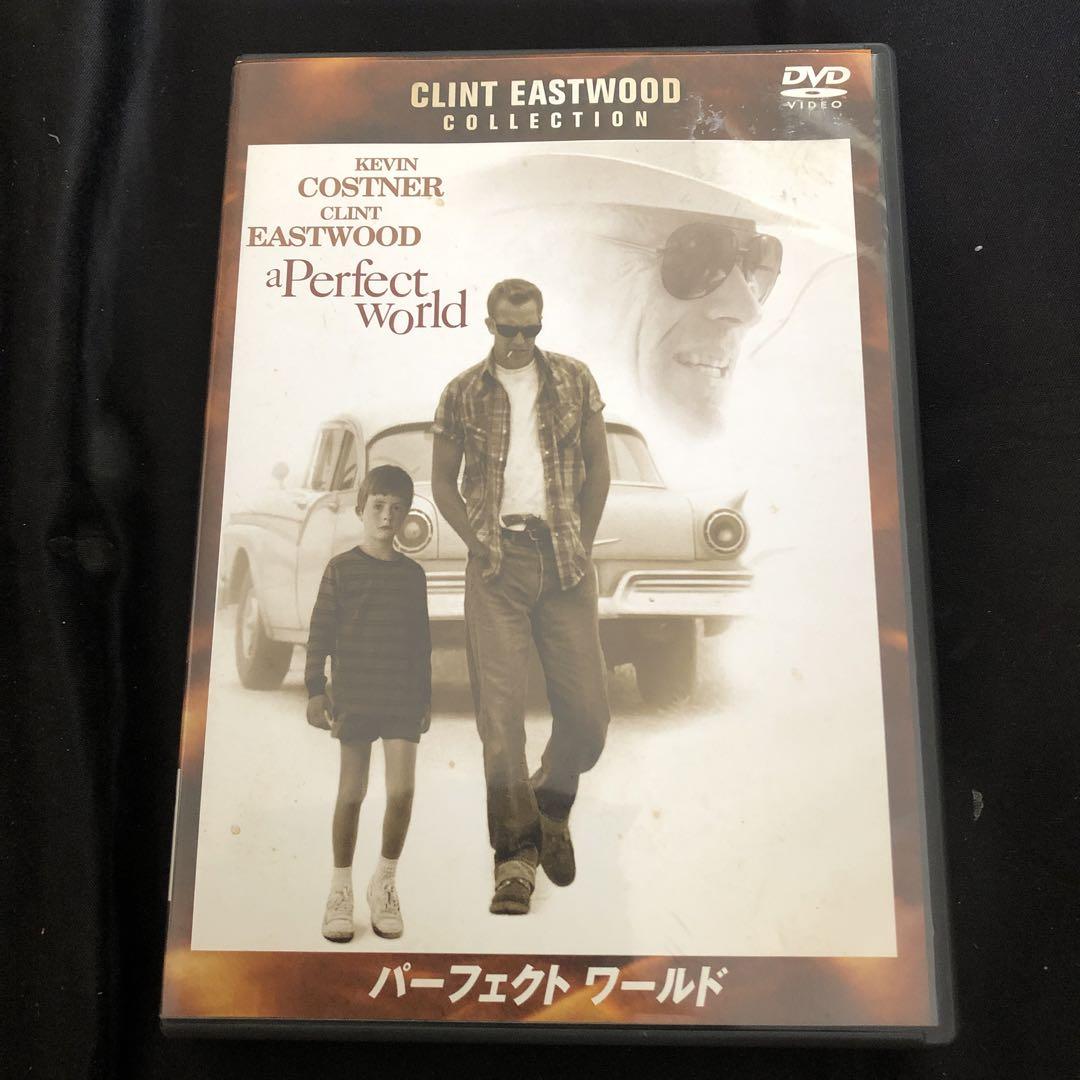 CLINT EASTWOOD
COLLECTION
DVD
VIDEO
KEVIN
COSTNER
CLINT
EASTWOOD
a Perfect
world
パーフェクト ワールド